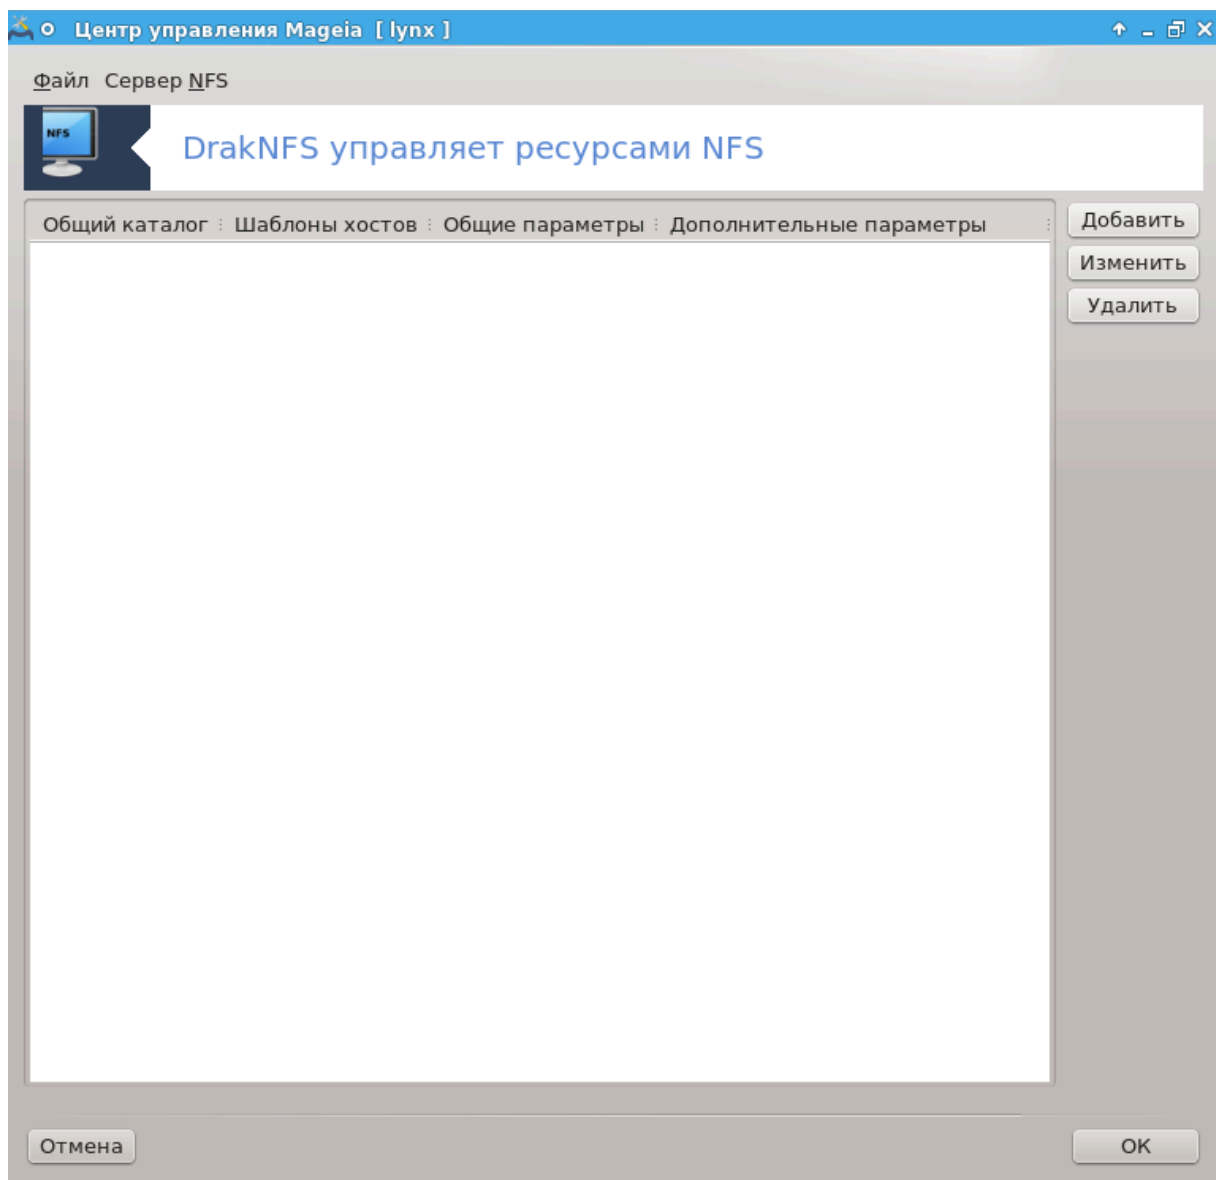 Центр управления Mageia [ lynx ]
Файл Сервер NFS
NFS
DrakNFS управляет ресурсами NFS
Общий каталог Шаблоны хостов Общие параметры Дополнительные параметры
Добавить
Изменить
Удалить
Отмена
OK